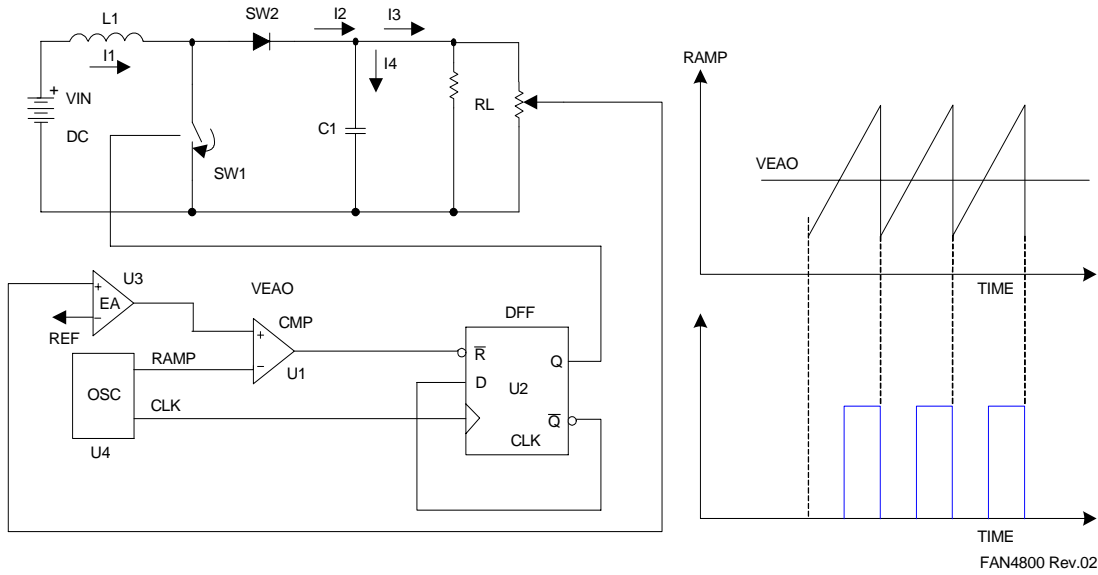 L1
SW2
I2
I3
I1
I4
+
VIN
DC
SW1
C1
RL
RAMP
VEAO
TIME
U3
+
EA
−
REF
VEAO
CMP
+
−
U1
RAMP
OSC
CLK
U4
DFF
R
Q
D
U2
Q
CLK
TIME
FAN4800 Rev.02